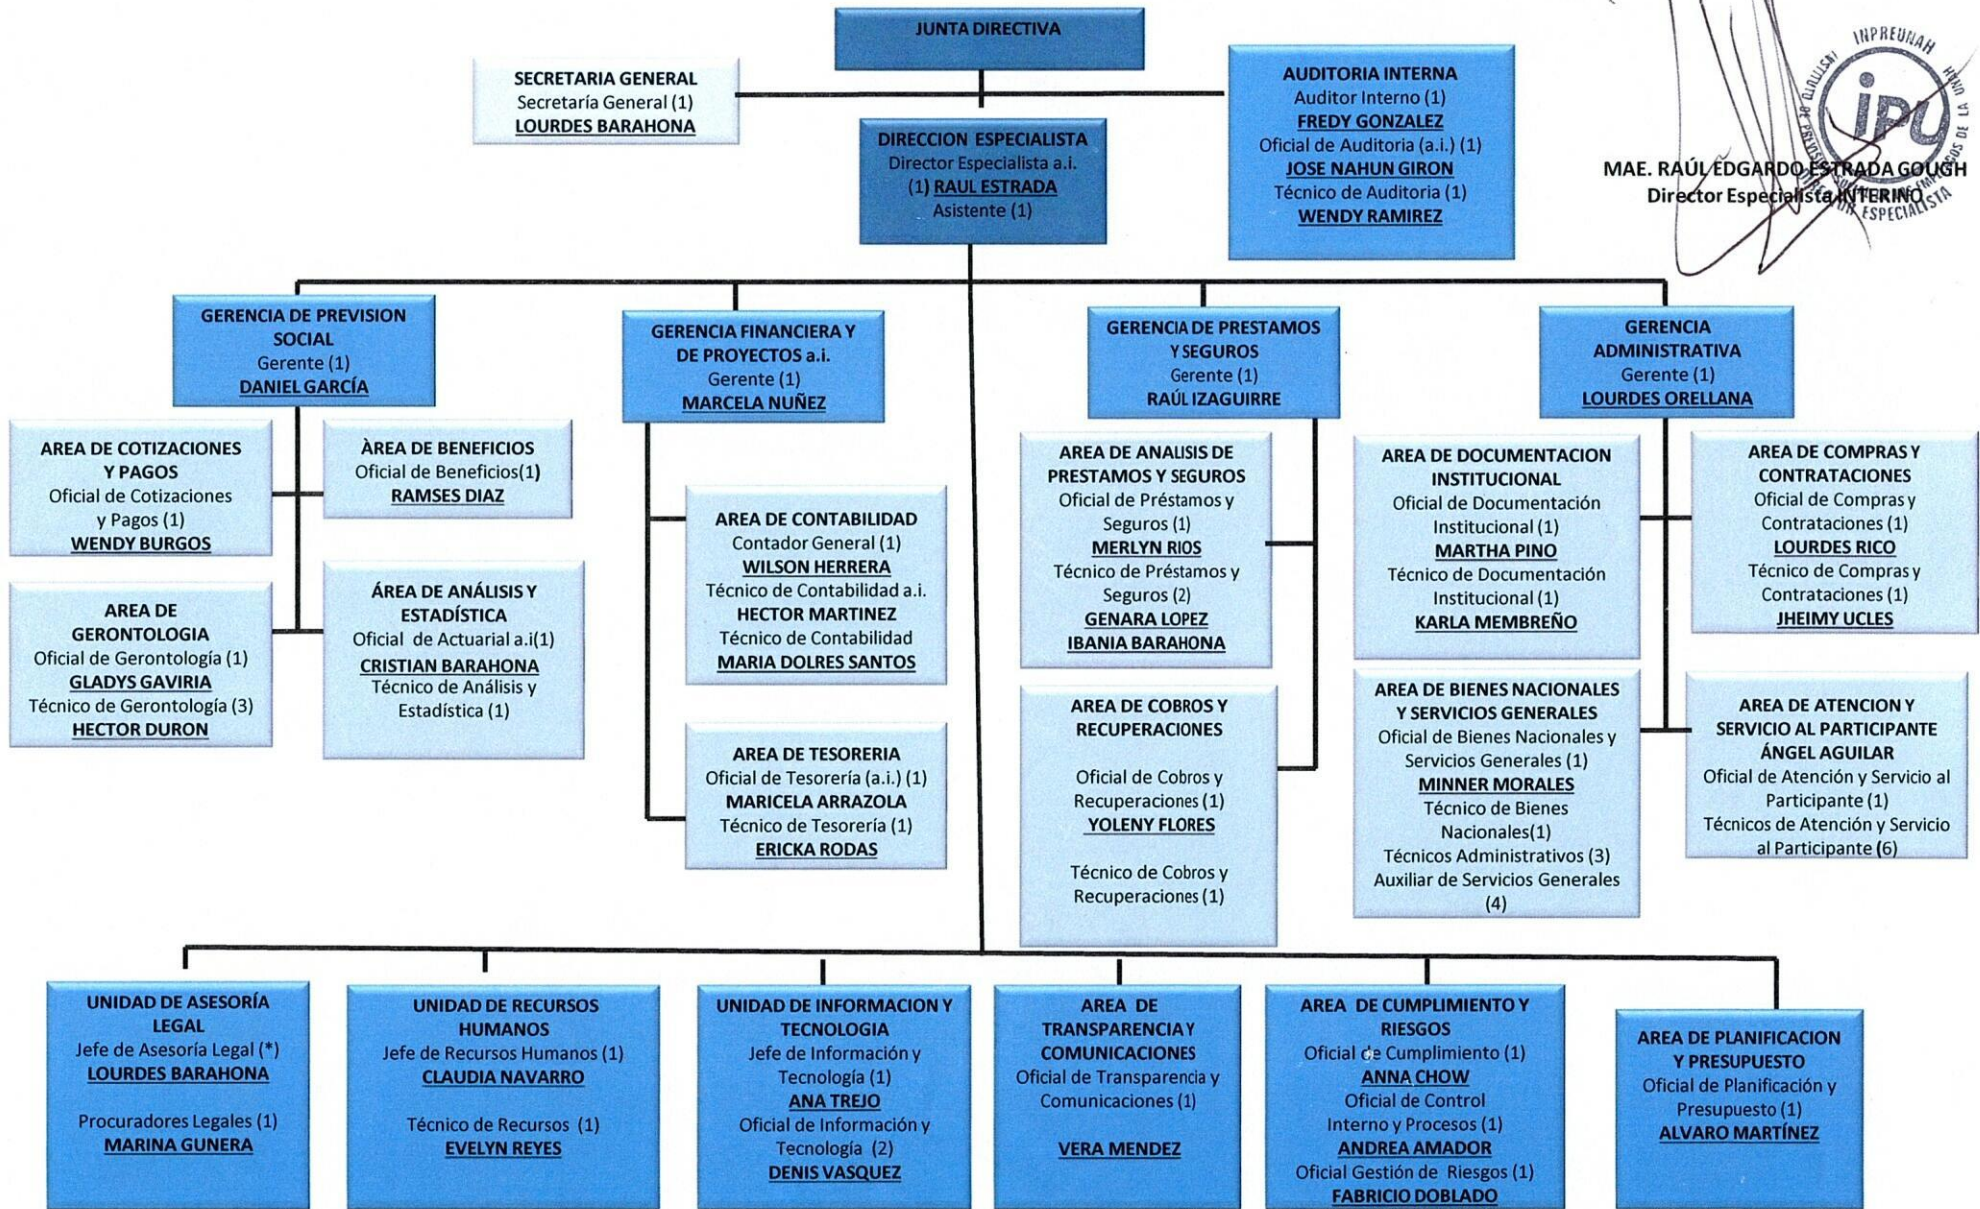 JUNTA DIRECTIVA
SECRETARIA GENERAL
Secretaría General (1)
LOURDES BARAHONA
AUDITORIA INTERNA
Auditor Interno (1)
FREDY GONZALEZ
Oficial de Auditoria (a.i.) (1)
JOSE NAHUN GIRON
Técnico de Auditoria (1)
WENDY RAMIREZ
DIRECCION ESPECIALISTA
Director Especialista a.i.
(1) RAUL ESTRADA
Asistente (1)
INPREUNAH
iPU
MAE. RAÚL EDGARDO ESTRADA GOUGH
Director Especialista INTERINO
GERENCIA DE PREVISION
SOCIAL
Gerente (1)
DANIEL GARCÍA
GERENCIA FINANCIERA Y
DE PROYECTOS a.i.
Gerente (1)
MARCELA NUÑEZ
GERENCIA DE PRESTAMOS
Y SEGUROS
Gerente (1)
RAÚL IZAGUIRRE
GERENCIA
ADMINISTRATIVA
Gerente (1)
LOURDES ORELLANA
AREA DE COTIZACIONES
Y PAGOS
Oficial de Cotizaciones
y Pagos (1)
WENDY BURGOS
ÀREA DE BENEFICIOS
Oficial de Beneficios(1)
RAMSES DIAZ
AREA DE
GERONTOLOGIA
Oficial de Gerontología (1)
GLADYS GAVIRIA
Técnico de Gerontología (3)
HECTOR DURON
ÁREA DE ANÁLISIS Y
ESTADÍSTICA
Oficial de Actuarial a.i(1)
CRISTIAN BARAHONA
Técnico de Análisis y
Estadística (1)
AREA DE CONTABILIDAD
Contador General (1)
WILSON HERRERA
Técnico de Contabilidad a.i.
HECTOR MARTINEZ
Técnico de Contabilidad
MARIA DOLRES SANTOS
AREA DE TESORERIA
Oficial de Tesorería (a.i.) (1)
MARICELA ARRAZOLA
Técnico de Tesorería (1)
ERICKA RODAS
AREA DE ANALISIS DE
PRESTAMOS Y SEGUROS
Oficial de Préstamos y
Seguros (1)
MERLYN RIOS
Técnico de Préstamos y
Seguros (2)
GENARA LOPEZ
IBANIA BARAHONA
AREA DE COBROS Y
RECUPERACIONES
Oficial de Cobros y
Recuperaciones (1)
YOLENY FLORES
Técnico de Cobros y
Recuperaciones (1)
AREA DE DOCUMENTACION
INSTITUCIONAL
Oficial de Documentación
Institucional (1)
MARTHA PINO
Técnico de Documentación
Institucional (1)
KARLA MEMBREÑO
AREA DE COMPRAS Y
CONTRATACIONES
Oficial de Compras y
Contrataciones (1)
LOURDES RICO
Técnico de Compras y
Contrataciones (1)
JHEIMY UCLES
AREA DE BIENES NACIONALES
Y SERVICIOS GENERALES
Oficial de Bienes Nacionales y
Servicios Generales (1)
MINNER MORALES
Técnico de Bienes
Nacionales(1)
Técnicos Administrativos (3)
Auxiliar de Servicios Generales
(4)
AREA DE ATENCION Y
SERVICIO AL PARTICIPANTE
ÁNGEL AGUILAR
Oficial de Atención y Servicio al
Participante (1)
Técnicos de Atención y Servicio
al Participante (6)
UNIDAD DE ASESORÍA
LEGAL
Jefe de Asesoría Legal (*)
LOURDES BARAHONA
Procuradores Legales (1)
MARINA GUNERA
UNIDAD DE RECURSOS
HUMANOS
Jefe de Recursos Humanos (1)
CLAUDIA NAVARRO
Técnico de Recursos (1)
EVELYN REYES
UNIDAD DE INFORMACION Y
TECNOLOGIA
Jefe de Información y
Tecnología (1)
ANA TREJO
Oficial de Información y
Tecnología (2)
DENIS VASQUEZ
AREA DE
TRANSPARENCIA Y
COMUNICACIONES
Oficial de Transparencia y
Comunicaciones (1)
VERA MENDEZ
AREA DE CUMPLIMIENTO Y
RIESGOS
Oficial de Cumplimiento (1)
ANNA CHOW
Oficial de Control
Interno y Procesos (1)
ANDREA AMADOR
Oficial Gestión de Riesgos (1)
FABRICIO DOBLADO
AREA DE PLANIFICACION
Y PRESUPUESTO
Oficial de Planificación y
Presupuesto (1)
ALVARO MARTÍNEZ